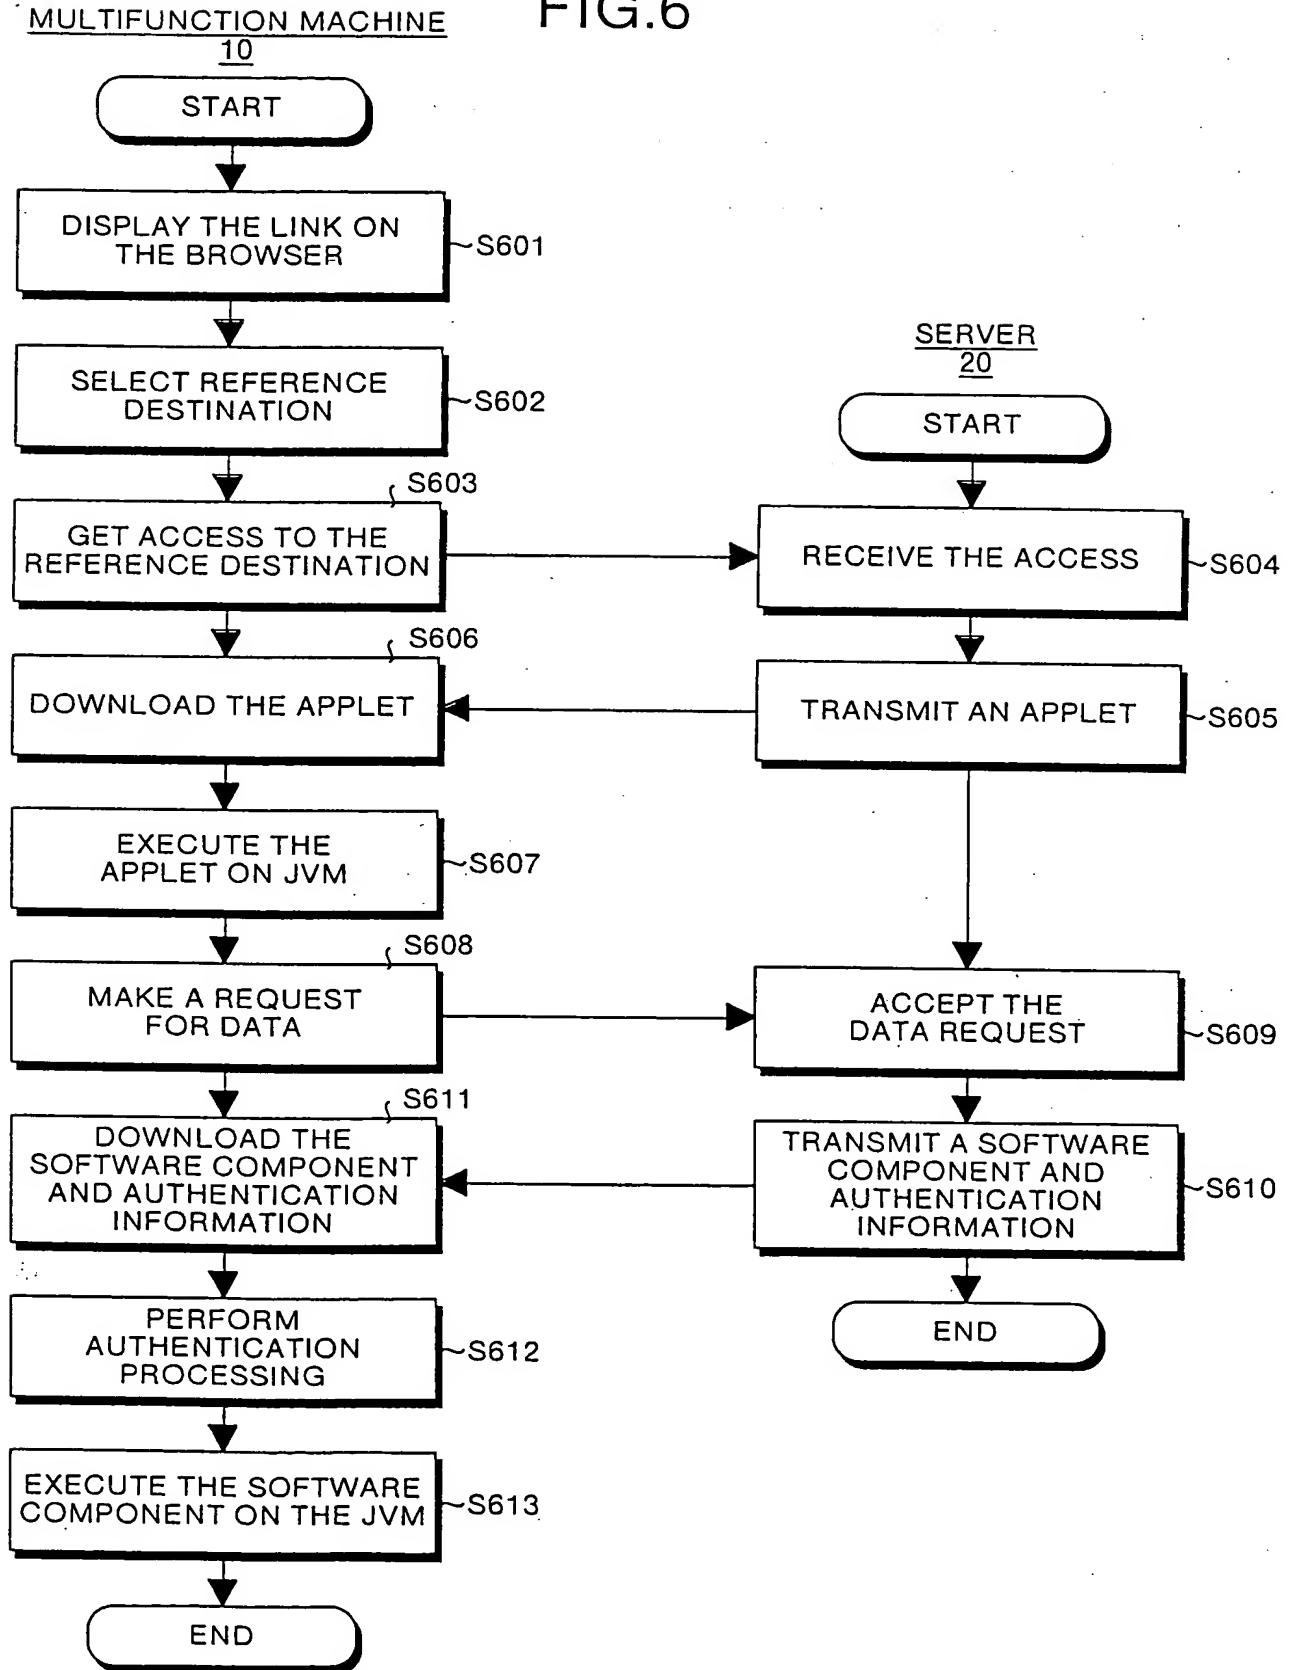 FIG.6
MULTIFUNCTION MACHINE
10
START
DISPLAY THE LINK ON
THE BROWSER
S601
SELECT REFERENCE
DESTINATION
S602
S603
GET ACCESS TO THE
REFERENCE DESTINATION
S606
DOWNLOAD THE APPLET
EXECUTE THE
APPLET ON JVM
S607
S608
MAKE A REQUEST
FOR DATA
S611
DOWNLOAD THE
SOFTWARE COMPONENT
AND AUTHENTICATION
INFORMATION
PERFORM
AUTHENTICATION
PROCESSING
S612
EXECUTE THE SOFTWARE
COMPONENT ON THE JVM
S613
END
SERVER
20
START
RECEIVE THE ACCESS
S604
TRANSMIT AN APPLET
S605
ACCEPT THE
DATA REQUEST
S609
TRANSMIT A SOFTWARE
COMPONENT AND
AUTHENTICATION
INFORMATION
S610
END